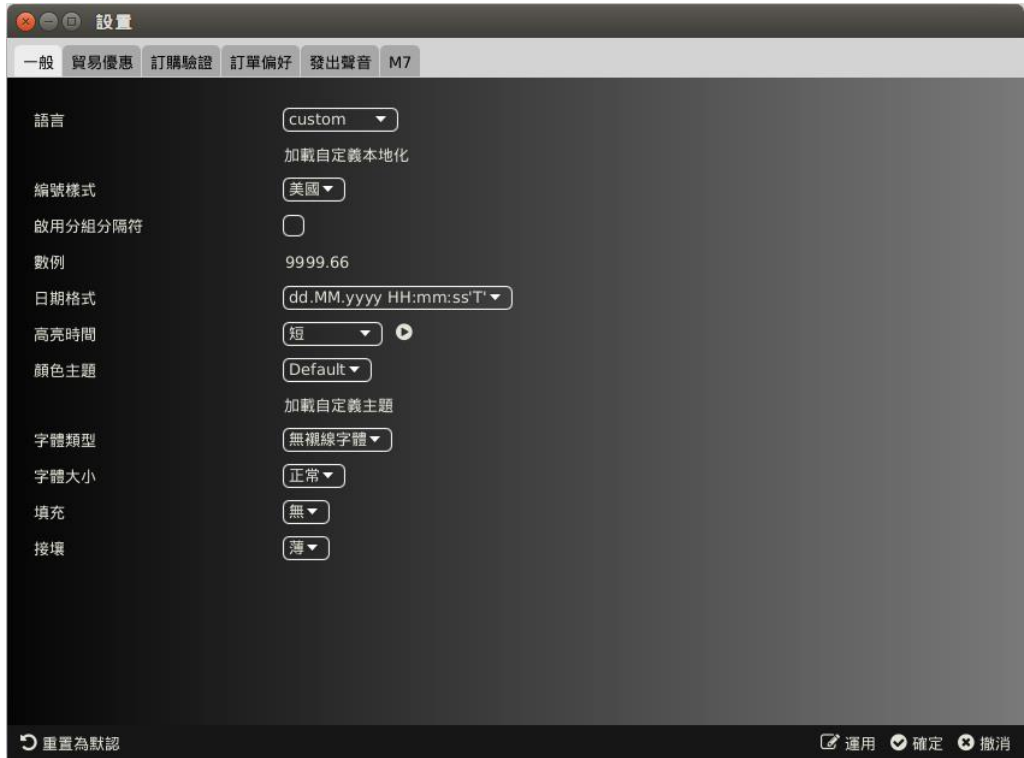 設置
一般 貿易優惠 訂購驗證 訂單偏好 發出聲音 M7
語言 custom
加載自定義本地化
編號樣式 美國
啟用分組分隔符
數例 9999.66
日期格式 dd.MM.yyyy HH:mm:ss'T'
高亮時間 短
顏色主題 Default
加載自定義主題
字體類型 無襯線字體
字體大小 正常
填充 無
接壤 薄
重置為默認 運用 確定 撤消